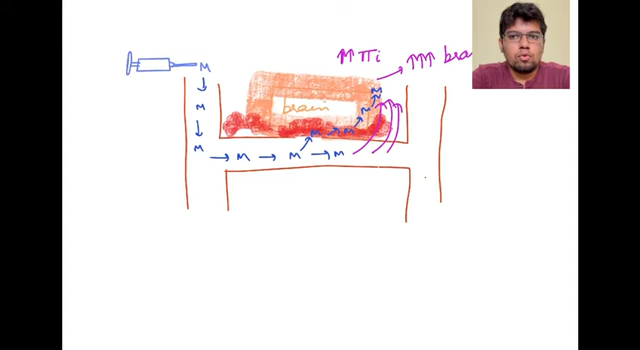 ↑↑ πi → ↑↑↑ bra
M
M
M brain M
M → M
M → M → M → M